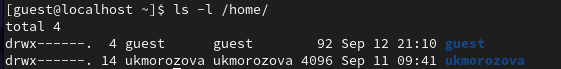 [guest@localhost ~]$ ls -l /home/
total 4
drwx------.  4 guest      guest        92 Sep 12 21:10 guest
drwx------. 14 ukmorozova ukmorozova 4096 Sep 11 09:41 ukmorozova